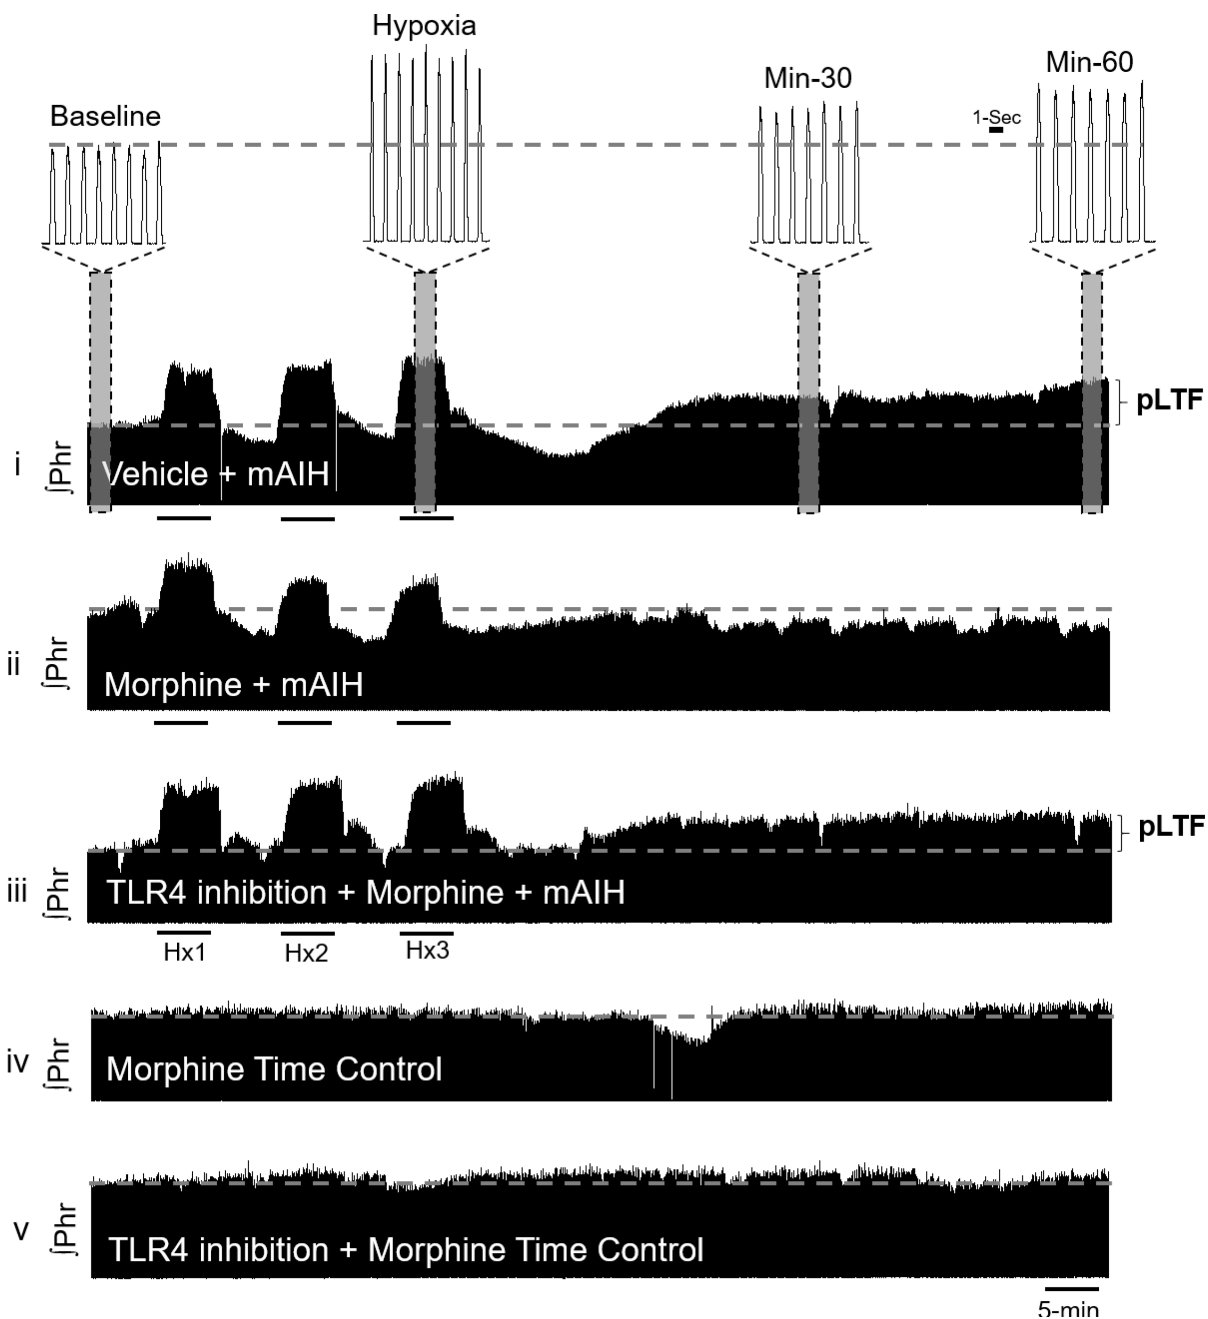 Hypoxia
Baseline
Min-30
Min-60
1-Sec
pLTF
i
∫Phr
Vehicle + mAIH
ii
∫Phr
Morphine + mAIH
pLTF
iii
∫Phr
TLR4 inhibition + Morphine + mAIH
Hx1 Hx2 Hx3
iv
∫Phr
Morphine Time Control
v
∫Phr
TLR4 inhibition + Morphine Time Control
5-min